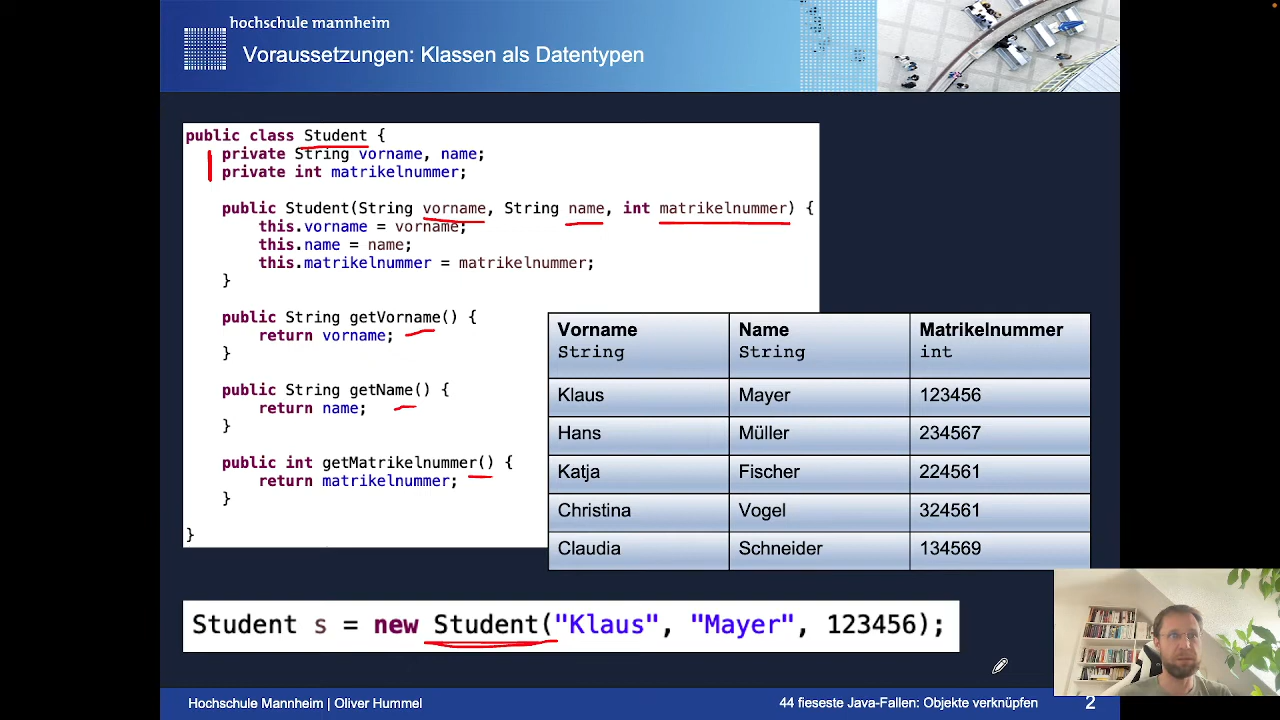 hochschule mannheim
Voraussetzungen: Klassen als Datentypen
public class Student {
private String vorname, name;
private int matrikelnummer;
public Student(String vorname, String name, int matrikelnummer) {
this.vorname = vorname;
this.name = name;
this.matrikelnummer = matrikelnummer;
}
public String getVorname() {
return vorname;
}
public String getName() {
return name;
}
public int getMatrikelnummer() {
return matrikelnummer;
}
}
Vorname Name Matrikelnummer
String String int
Klaus Mayer 123456
Hans Müller 234567
Katja Fischer 224561
Christina Vogel 324561
Claudia Schneider 134569
Student s = new Student("Klaus", "Mayer", 123456);
Hochschule Mannheim | Oliver Hummel 44 fieseste Java-Fallen: Objekte verknüpfen 2